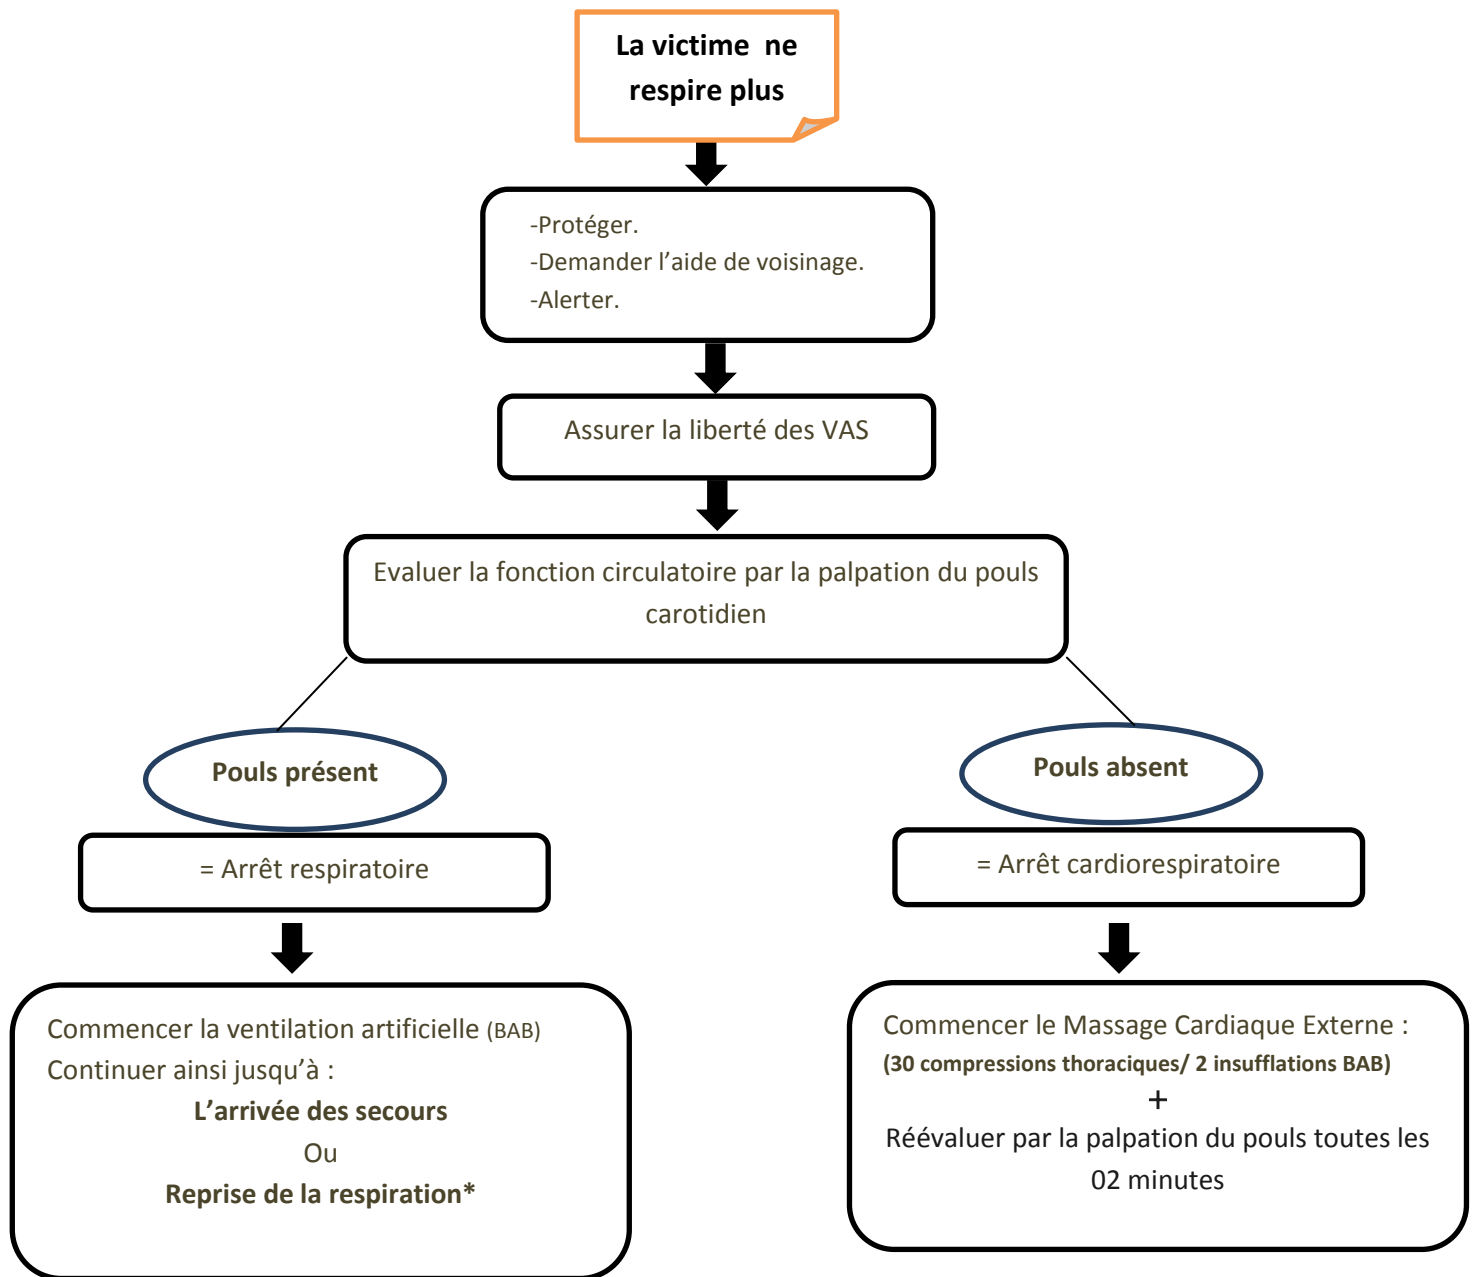 La victime ne
respire plus
-Protéger.
-Demander l’aide de voisinage.
-Alerter.
Assurer la liberté des VAS
Evaluer la fonction circulatoire par la palpation du pouls
carotidien
Pouls présent
Pouls absent
= Arrêt respiratoire
= Arrêt cardiorespiratoire
Commencer la ventilation artificielle (BAB)
Continuer ainsi jusqu’à :
L’arrivée des secours
Ou
Reprise de la respiration*
Commencer le Massage Cardiaque Externe :
(30 compressions thoraciques/ 2 insufflations BAB)
+
Réévaluer par la palpation du pouls toutes les
02 minutes